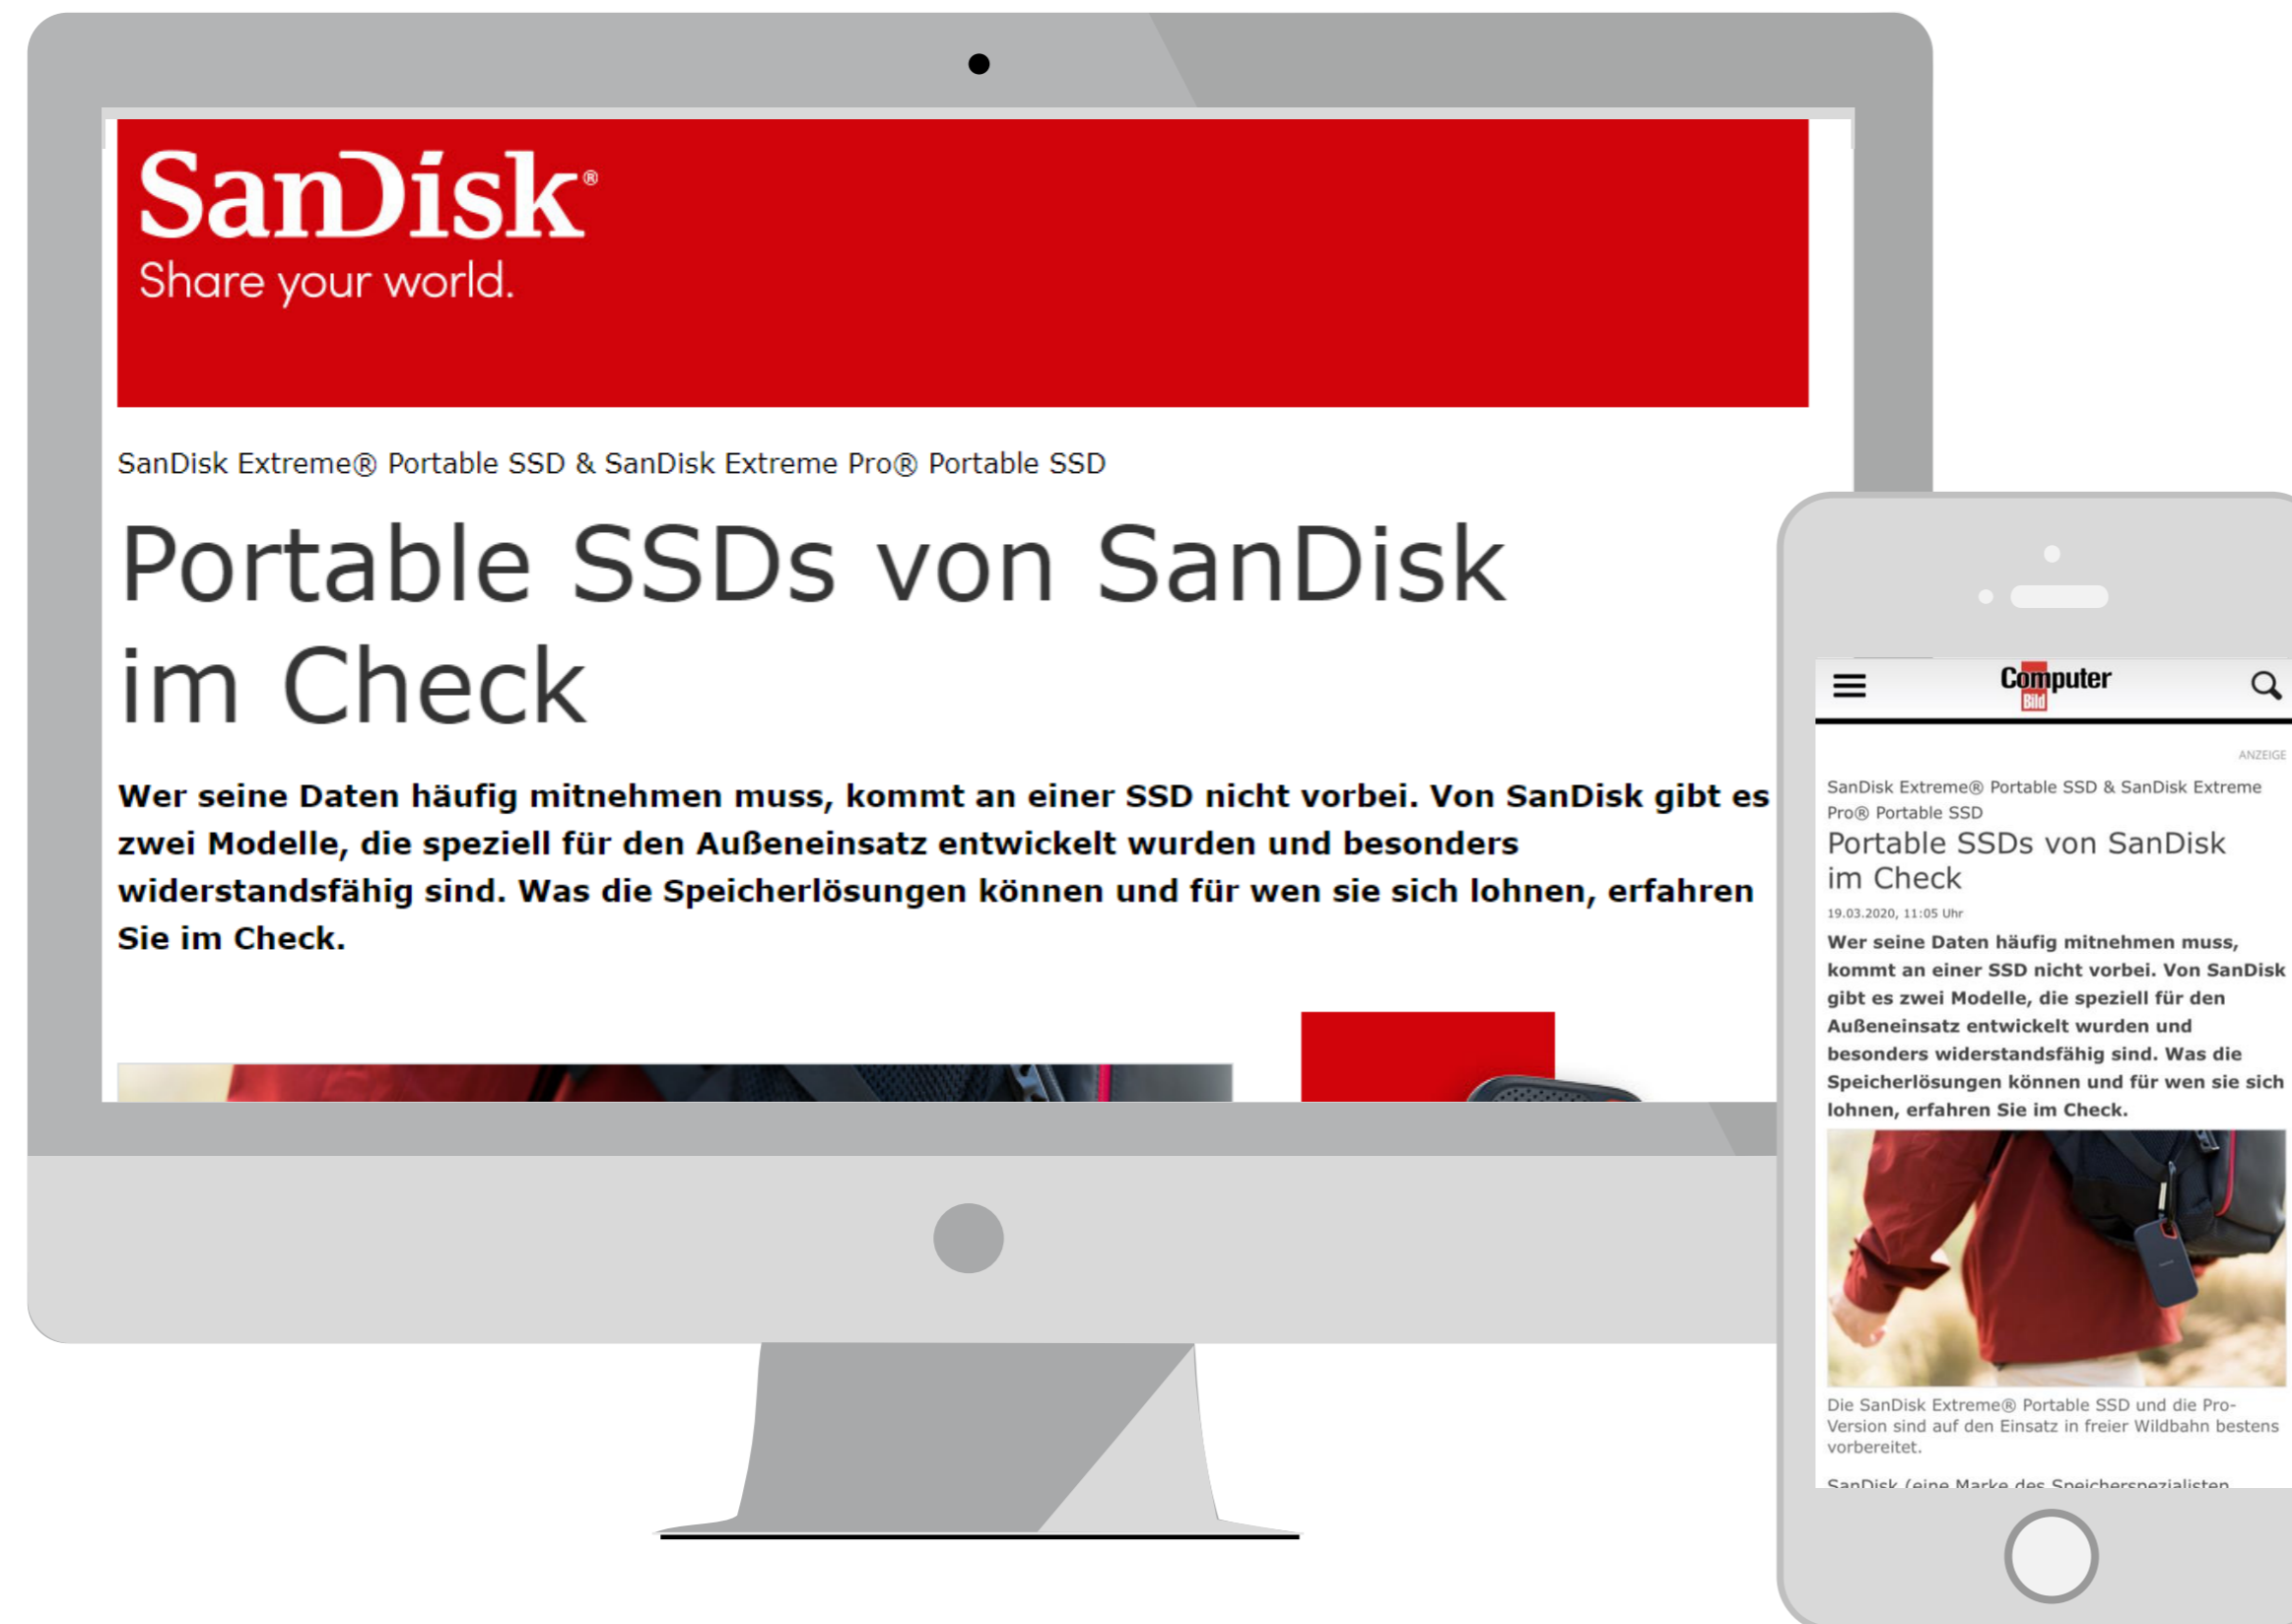 SanDisk®
Share your world.
SanDisk Extreme® Portable SSD & SanDisk Extreme Pro® Portable SSD
Portable SSDs von SanDisk
im Check
Wer seine Daten häufig mitnehmen muss, kommt an einer SSD nicht vorbei. Von SanDisk gibt es
zwei Modelle, die speziell für den Außeneinsatz entwickelt wurden und besonders
widerstandsfähig sind. Was die Speicherlösungen können und für wen sie sich lohnen, erfahren
Sie im Check.
Computer
Bild
ANZEIGE
SanDisk Extreme® Portable SSD & SanDisk Extreme
Pro® Portable SSD
Portable SSDs von SanDisk
im Check
19.03.2020, 11:05 Uhr
Wer seine Daten häufig mitnehmen muss,
kommt an einer SSD nicht vorbei. Von SanDisk
gibt es zwei Modelle, die speziell für den
Außeneinsatz entwickelt wurden und
besonders widerstandsfähig sind. Was die
Speicherlösungen können und für wen sie sich
lohnen, erfahren Sie im Check.
Die SanDisk Extreme® Portable SSD und die Pro-
Version sind auf den Einsatz in freier Wildbahn bestens
vorbereitet.
SanDisk (eine Marke des Speicherspezialisten